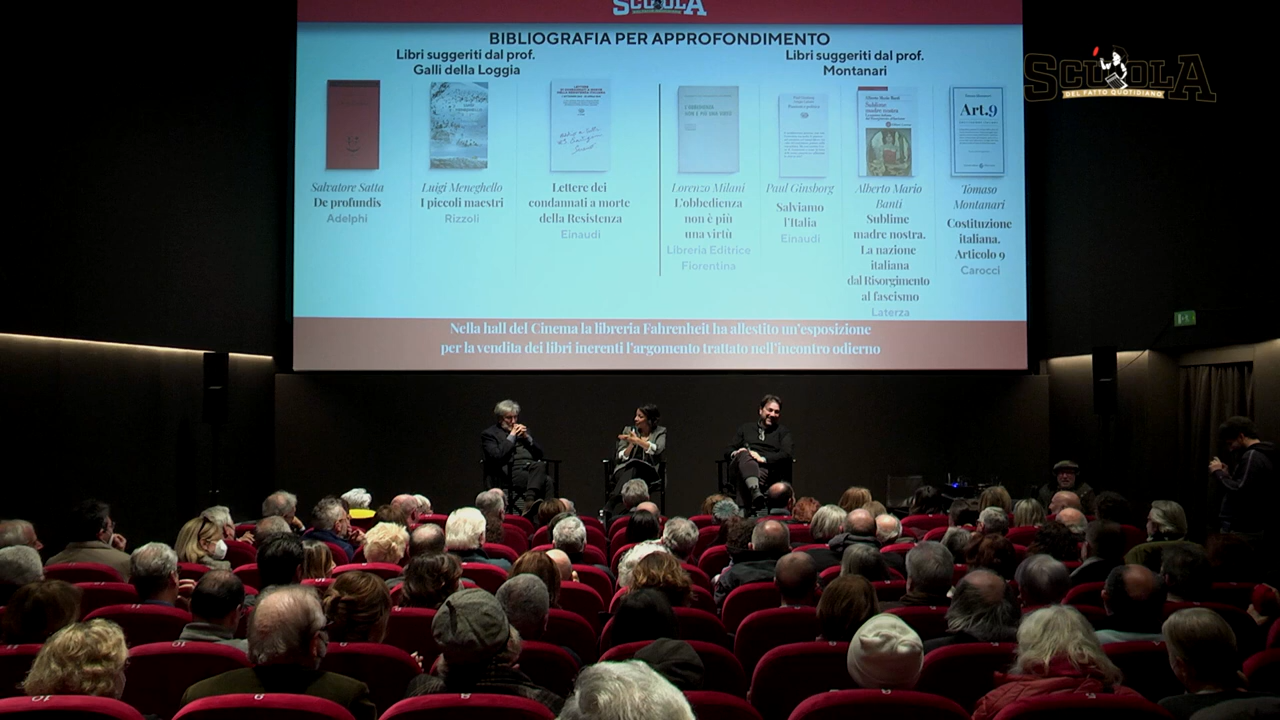 SCUOLA
BIBLIOGRAFIA PER APPROFONDIMENTO
Libri suggeriti dal prof.
Galli della Loggia
Libri suggeriti dal prof.
Montanari
Art.9
Salvatore Satta
De profundis
Adelphi
Luigi Meneghello
I piccoli maestri
Rizzoli
Lettere dei
condannati a morte
della Resistenza
Einaudi
Lorenzo Milani
L'obbedienza
non è più
una virtù
Libreria Editrice
Fiorentina
Paul Ginsborg
Salviamo
l'Italia
Einaudi
Alberto Mario
Banti
Sublime
madre nostra.
La nazione
italiana
dal Risorgimento
al fascismo
Laterza
Tomaso
Montanari
Costituzione
italiana.
Articolo 9
Carocci
Nella hall del Cinema la libreria Fahrenheit ha allestito un'esposizione
per la vendita dei libri inerenti l'argomento trattato nell'incontro odierno
SCUOLA
DEL FATTO QUOTIDIANO